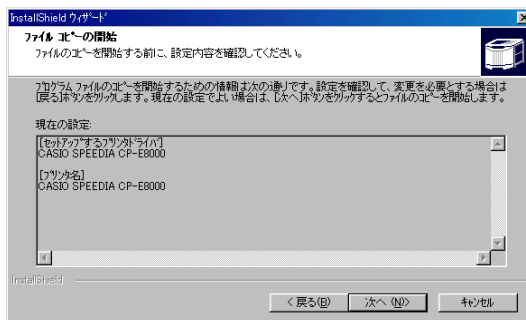 InstallShield ウィザード
ファイル コピーの開始
ファイルのコピーを開始する前に、設定内容を確認してください。
プログラム ファイルのコピーを開始するための情報は次の通りです。設定を確認して、変更を必要とする場合は
[戻る]ボタンをクリックします。現在の設定でよい場合は、[次へ]ボタンをクリックするとファイルのコピーを開始します。
現在の設定:
[セットアップするプリンタドライバ]
CASIO SPEEDIA CP-E8000
[プリンタ名]
CASIO SPEEDIA CP-E8000
InstallShield
< 戻る(B)
次へ (N)>
キャンセル